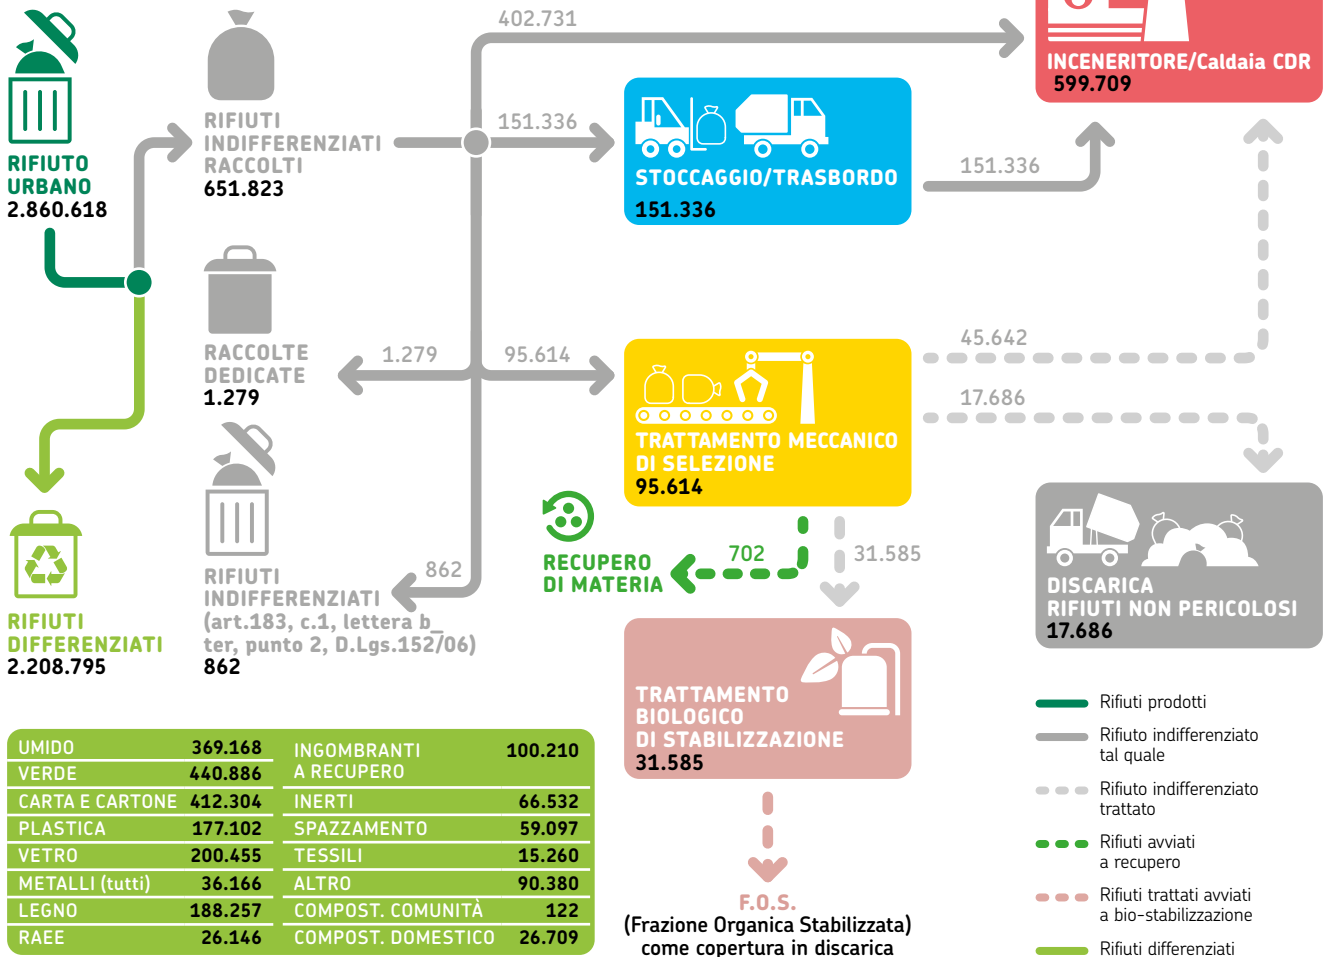 402.731
INCENERITORE/Caldaia CDR
599.709
RIFIUTO
URBANO
2.860.618
RIFIUTI
INDIFFERENZIATI
RACCOLTI
651.823
151.336
STOCCAGGIO/TRASBORDO
151.336
151.336
RACCOLTE
DEDICATE
1.279
1.279
95.614
TRATTAMENTO MECCANICO
DI SELEZIONE
95.614
45.642
17.686
RIFIUTI
DIFFERENZIATI
2.208.795
RIFIUTI
INDIFFERENZIATI
(art.183, c.1, lettera b_
ter, punto 2, D.Lgs.152/06)
862
862
RECUPERO
DI MATERIA
702
31.585
DISCARICA
RIFIUTI NON PERICOLOSI
17.686
TRATTAMENTO
BIOLOGICO
DI STABILIZZAZIONE
31.585
F.O.S.
(Frazione Organica Stabilizzata)
come copertura in discarica
UMIDO 369.168
VERDE 440.886
CARTA E CARTONE 412.304
PLASTICA 177.102
VETRO 200.455
METALLI (tutti) 36.166
LEGNO 188.257
RAEE 26.146
INGOMBRANTI
A RECUPERO 100.210
INERTI 66.532
SPAZZAMENTO 59.097
TESSILI 15.260
ALTRO 90.380
COMPOST. COMUNITÀ 122
COMPOST. DOMESTICO 26.709
Rifiuti prodotti
Rifiuto indifferenziato
tal quale
Rifiuto indifferenziato
trattato
Rifiuti avviati
a recupero
Rifiuti trattati avviati
a bio-stabilizzazione
Rifiuti differenziati